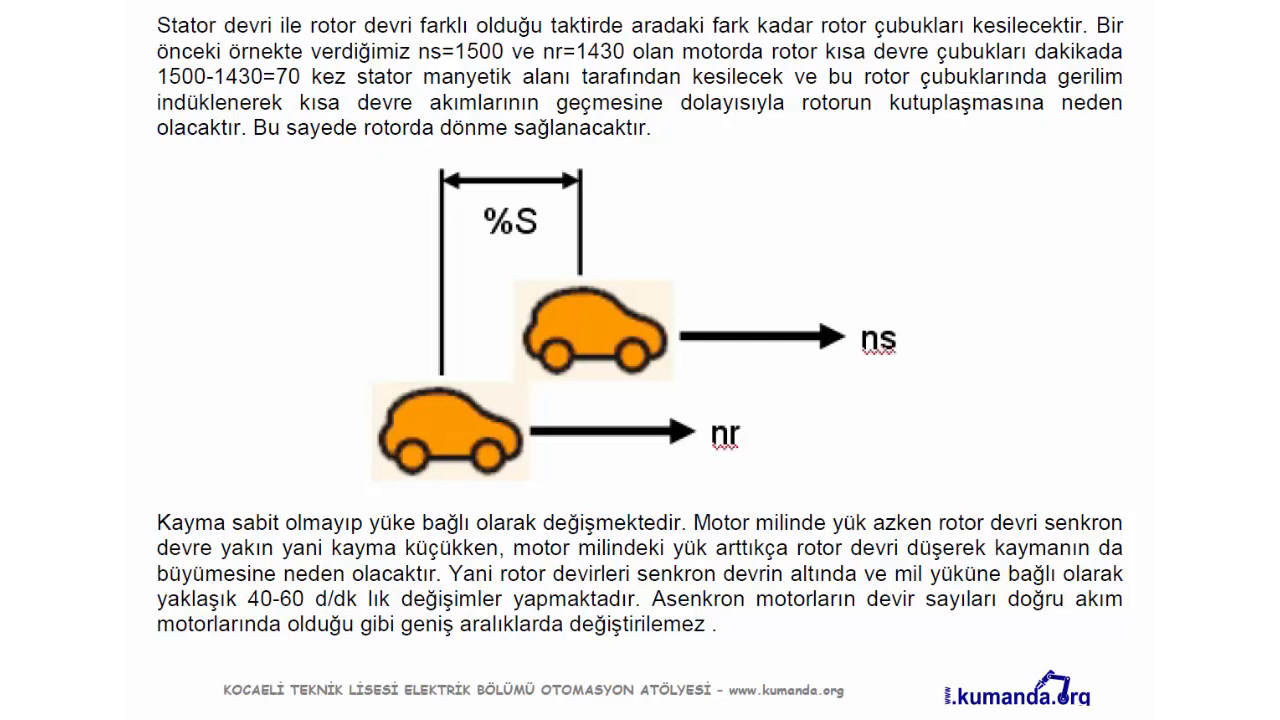 Stator devri ile rotor devri farklı olduğu taktirde aradaki fark kadar rotor çubukları kesilecektir. Bir
önceki örnekte verdiğimiz ns=1500 ve nr=1430 olan motorda rotor kısa devre çubukları dakikada
1500-1430=70 kez stator manyetik alanı tarafından kesilecek ve bu rotor çubuklarında gerilim
indüklenerek kısa devre akımlarının geçmesine dolayısıyla rotorun kutuplaşmasına neden
olacaktır. Bu sayede rotorda dönme sağlanacaktır.
%S
ns
nr
Kayma sabit olmayıp yüke bağlı olarak değişmektedir. Motor milinde yük azken rotor devri senkron
devre yakın yani kayma küçükken, motor milindeki yük arttıkça rotor devri düşerek kaymanın da
büyümesine neden olacaktır. Yani rotor devirleri senkron devrin altında ve mil yüküne bağlı olarak
yaklaşık 40-60 d/dk lık değişimler yapmaktadır. Asenkron motorların devir sayıları doğru akım
motorlarında olduğu gibi geniş aralıklarda değiştirilemez .
KOCAELİ TEKNİK LİSESİ ELEKTRİK BÖLÜMÜ OTOMASYON ATÖLYESİ - www.kumanda.org
www.kumanda.org